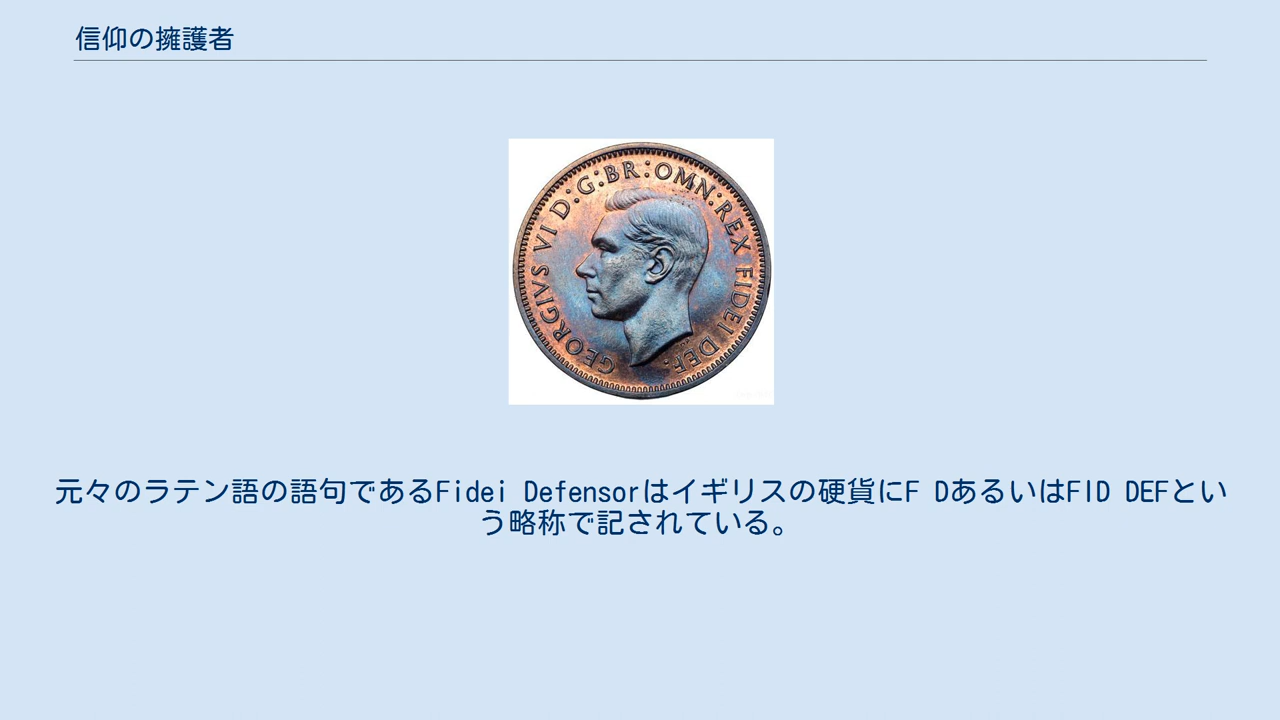 信仰の擁護者
GEORGIVS VI D:G:BR:OMN:REX FIDEI DEF:
元々のラテン語の語句であるFidei Defensorはイギリスの硬貨にF DあるいはFID DEFとい
う略称で記されている。